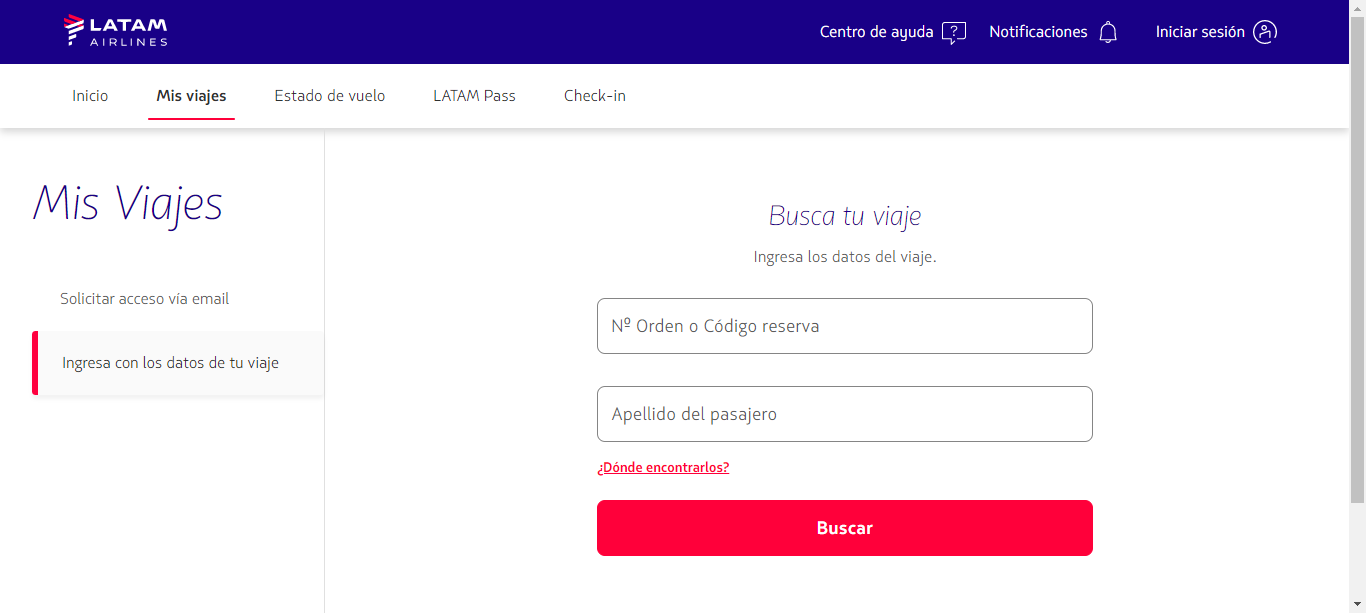 LATAM
AIRLINES
Centro de ayuda
Notificaciones
Iniciar sesión
Inicio
Mis viajes
Estado de vuelo
LATAM Pass
Check-in
Mis Viajes
Solicitar acceso vía email
Ingresa con los datos de tu viaje
Busca tu viaje
Ingresa los datos del viaje.
Nº Orden o Código reserva
Apellido del pasajero
¿Dónde encontrarlos?
Buscar